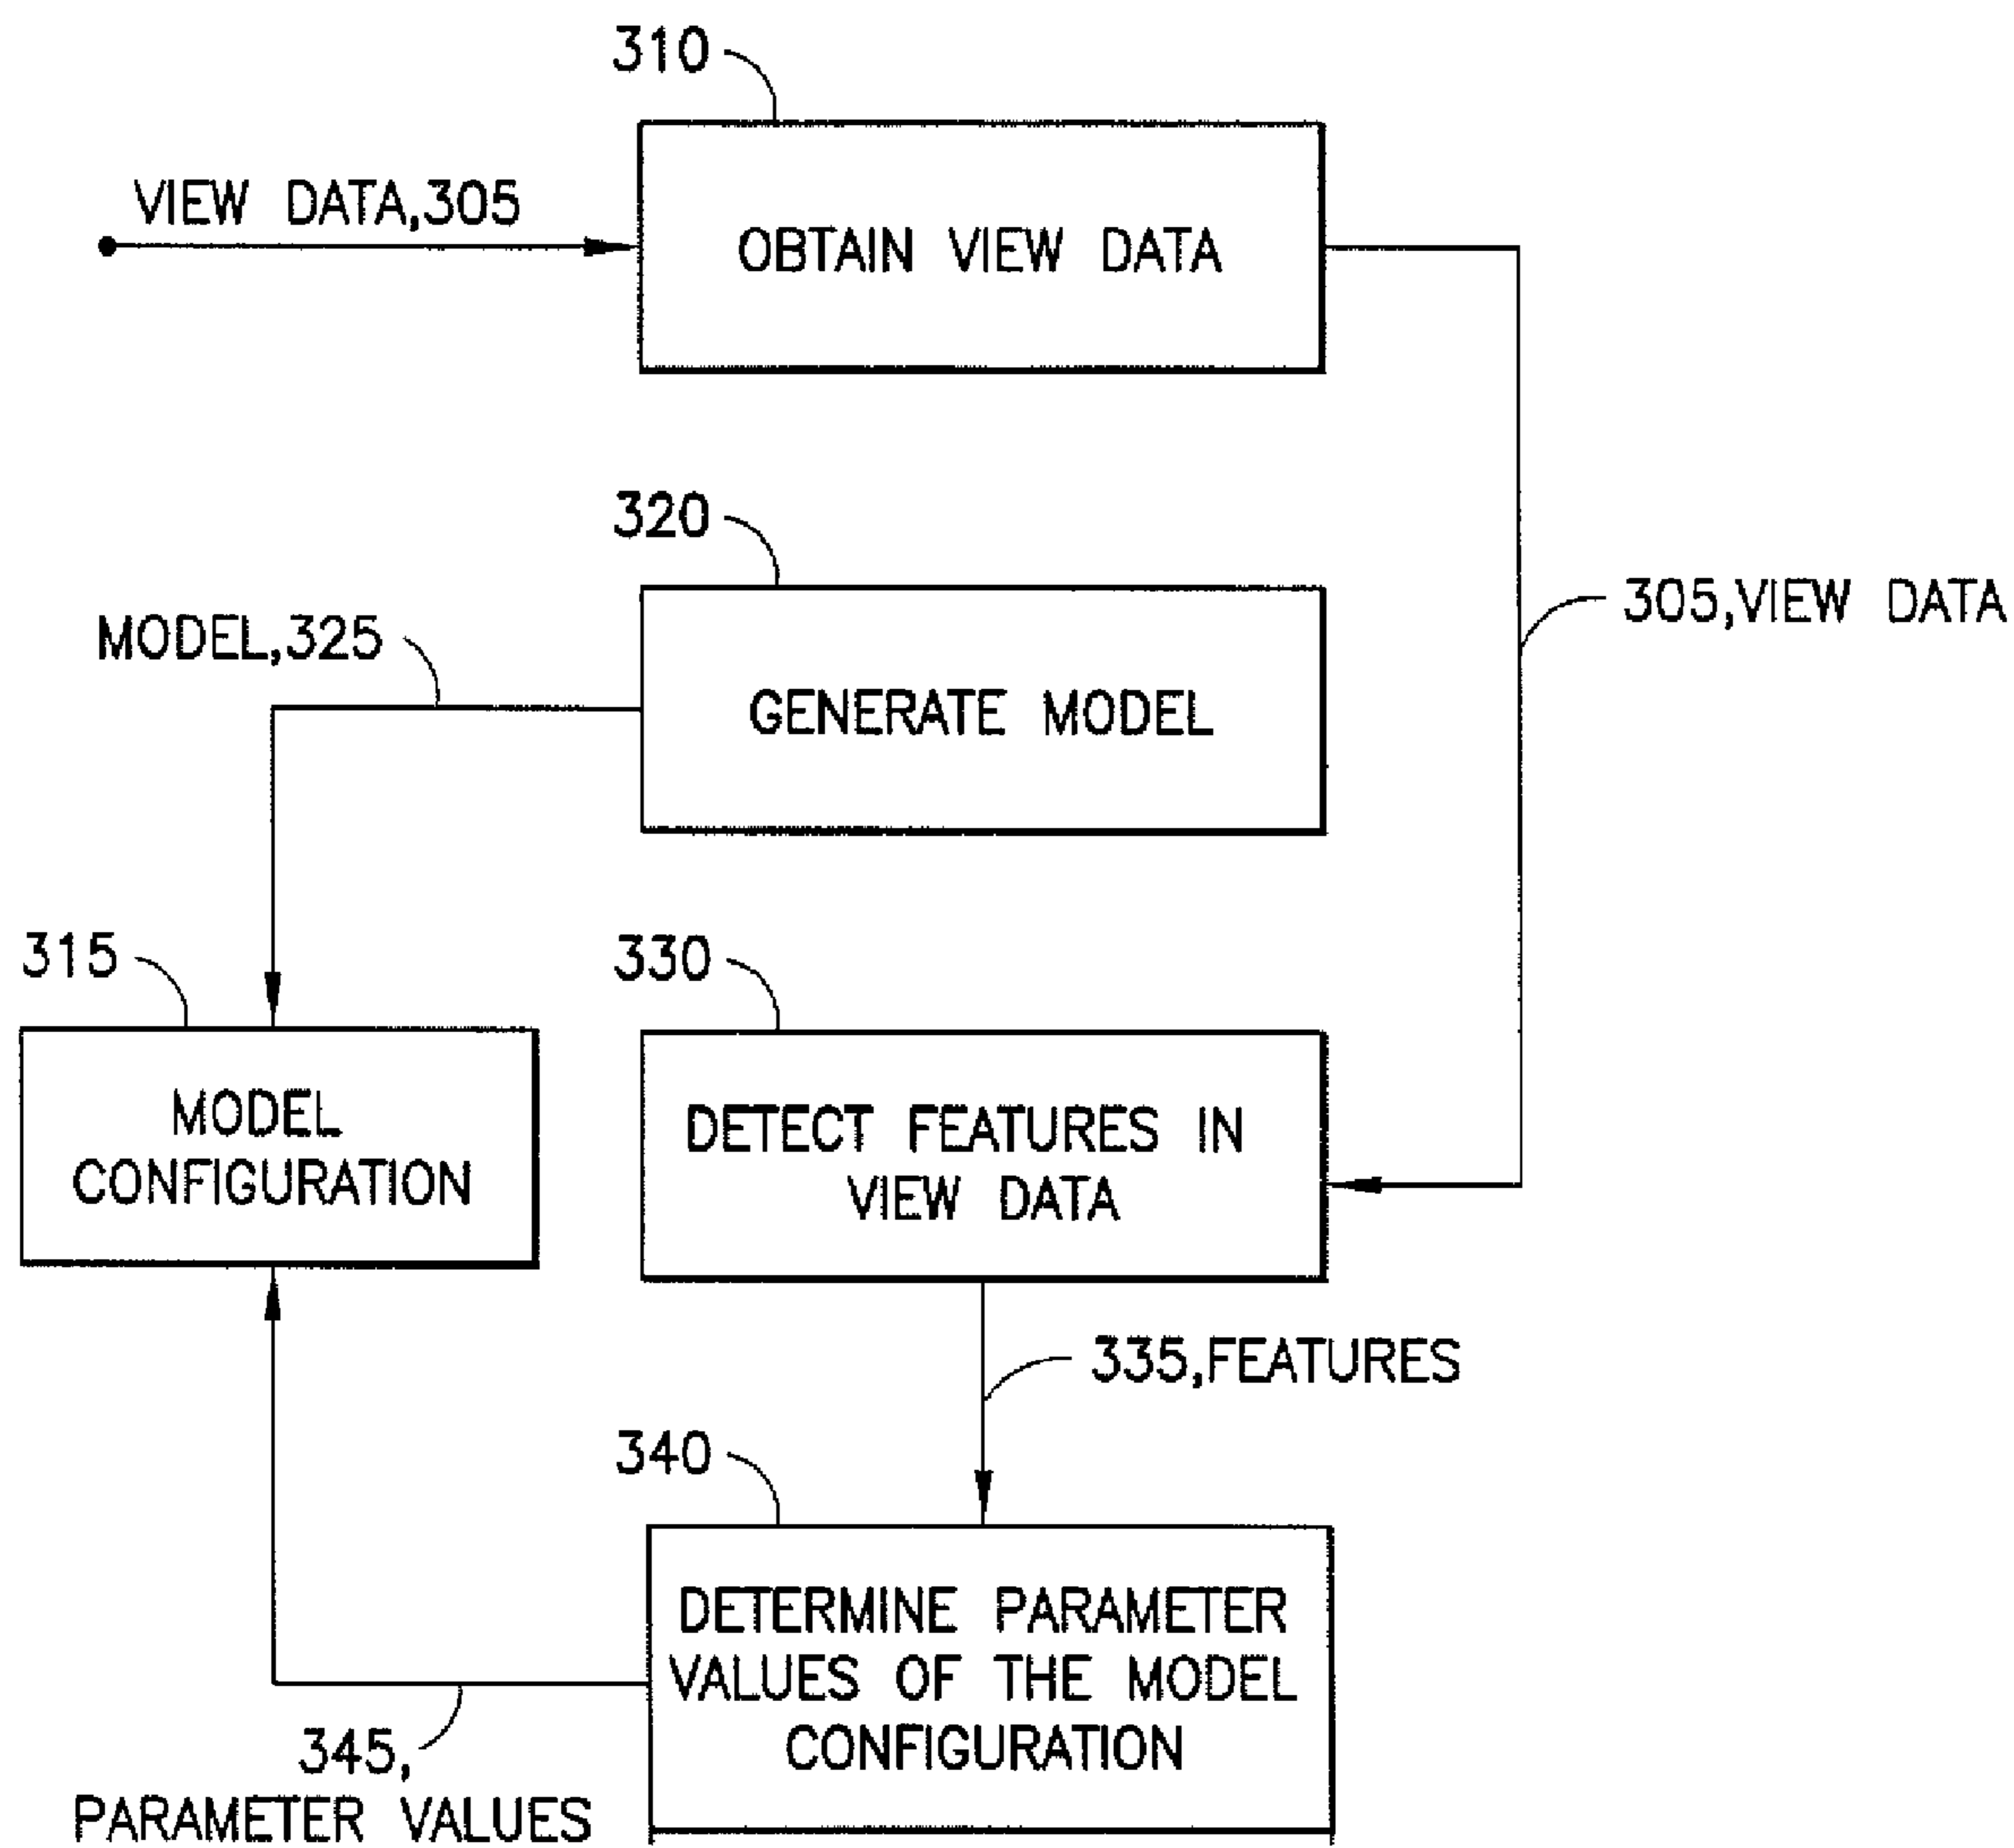 310
VIEW DATA,305
OBTAIN VIEW DATA
320
305,VIEW DATA
MODEL,325
GENERATE MODEL
315
330
MODEL
CONFIGURATION
DETECT FEATURES IN
VIEW DATA
335,FEATURES
340
DETERMINE PARAMETER
VALUES OF THE MODEL
CONFIGURATION
345,
PARAMETER VALUES